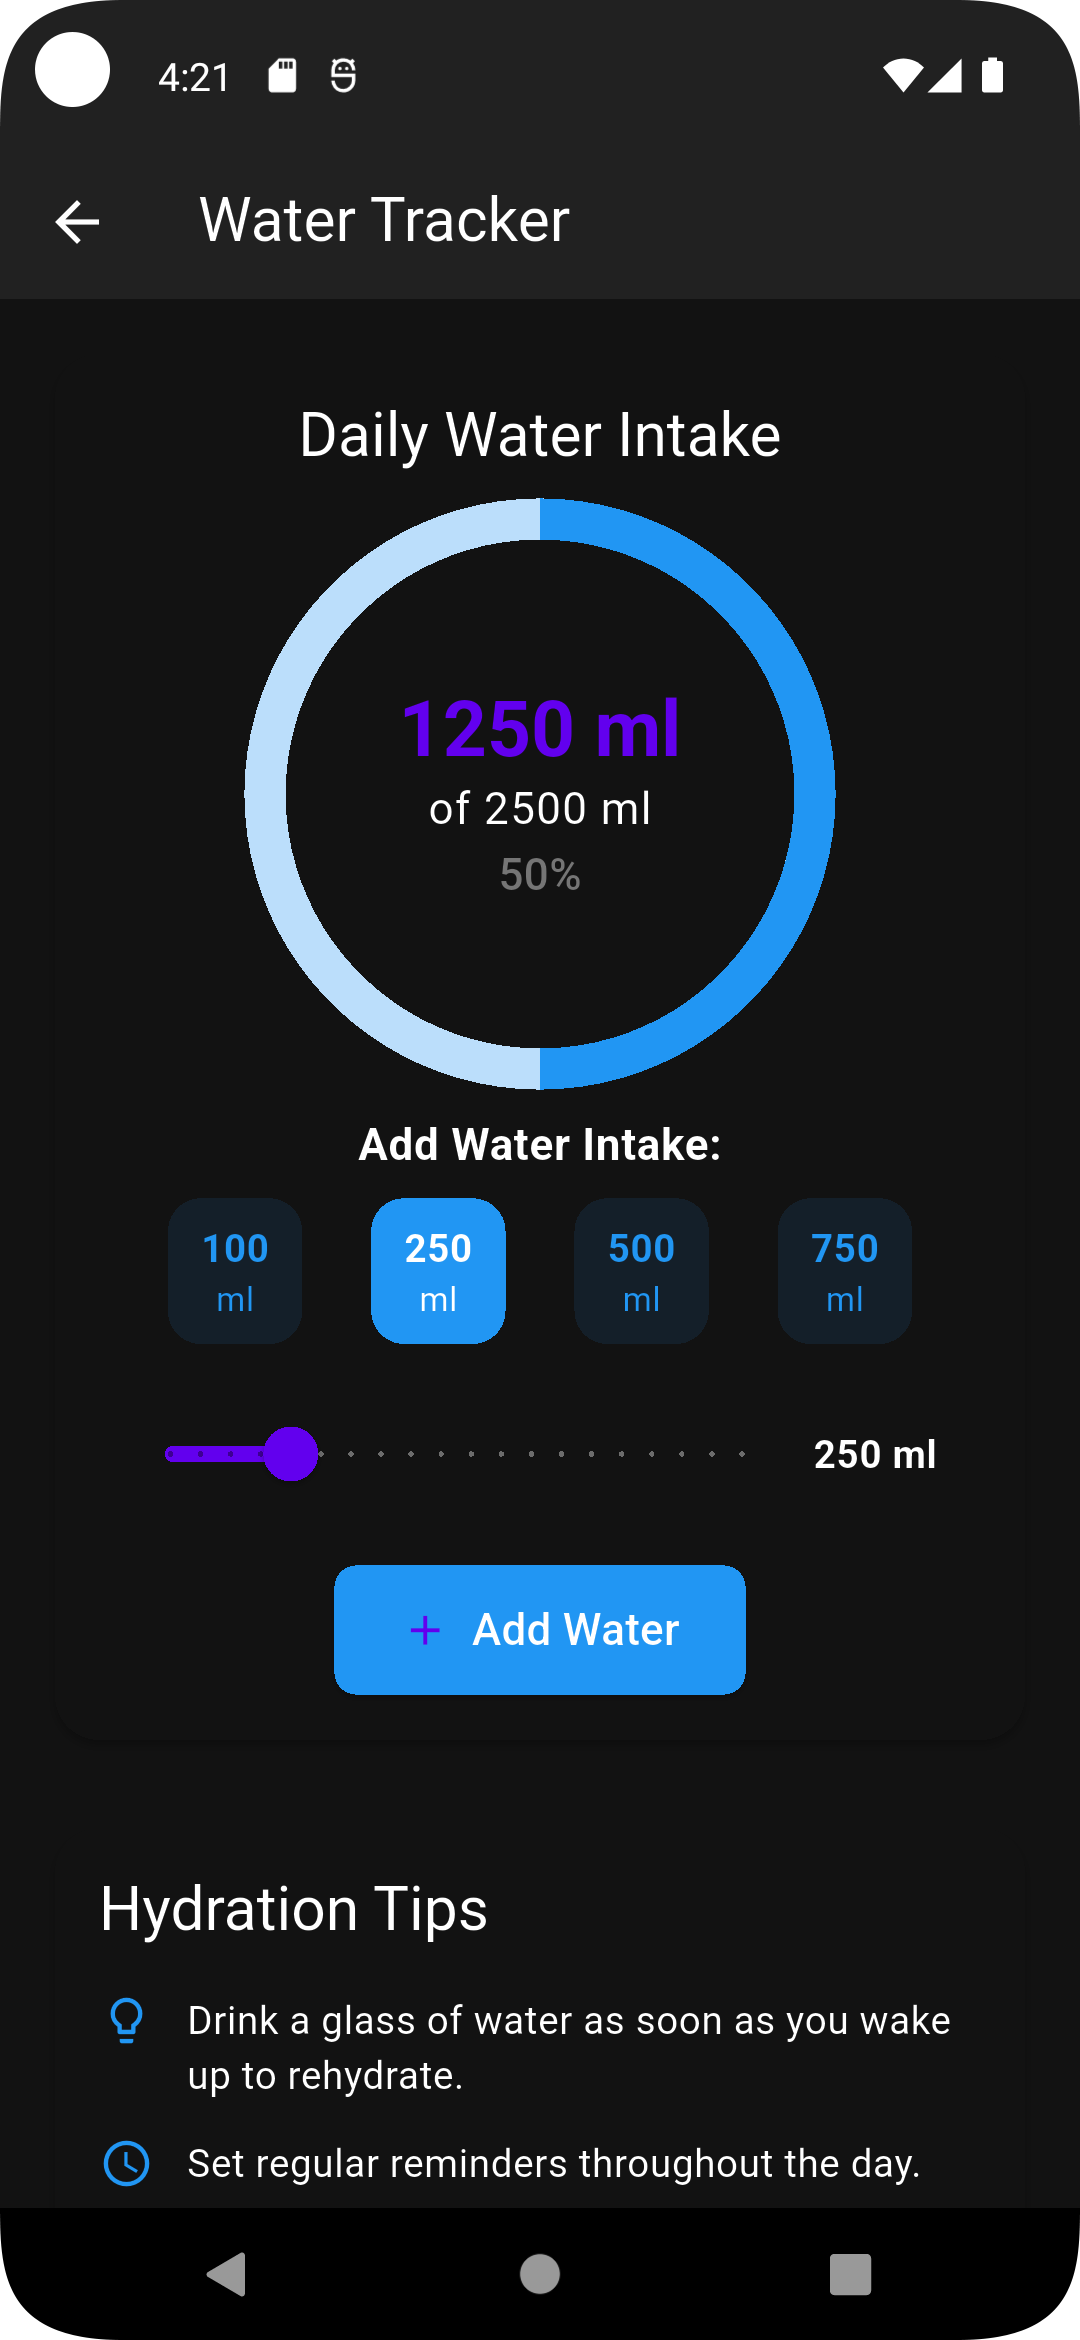 4:21
Water Tracker
Daily Water Intake
1250 ml
of 2500 ml
50%
Add Water Intake:
100 250 500 750
ml ml ml ml
250 ml
+ Add Water
Hydration Tips
Drink a glass of water as soon as you wake
up to rehydrate.
Set regular reminders throughout the day.